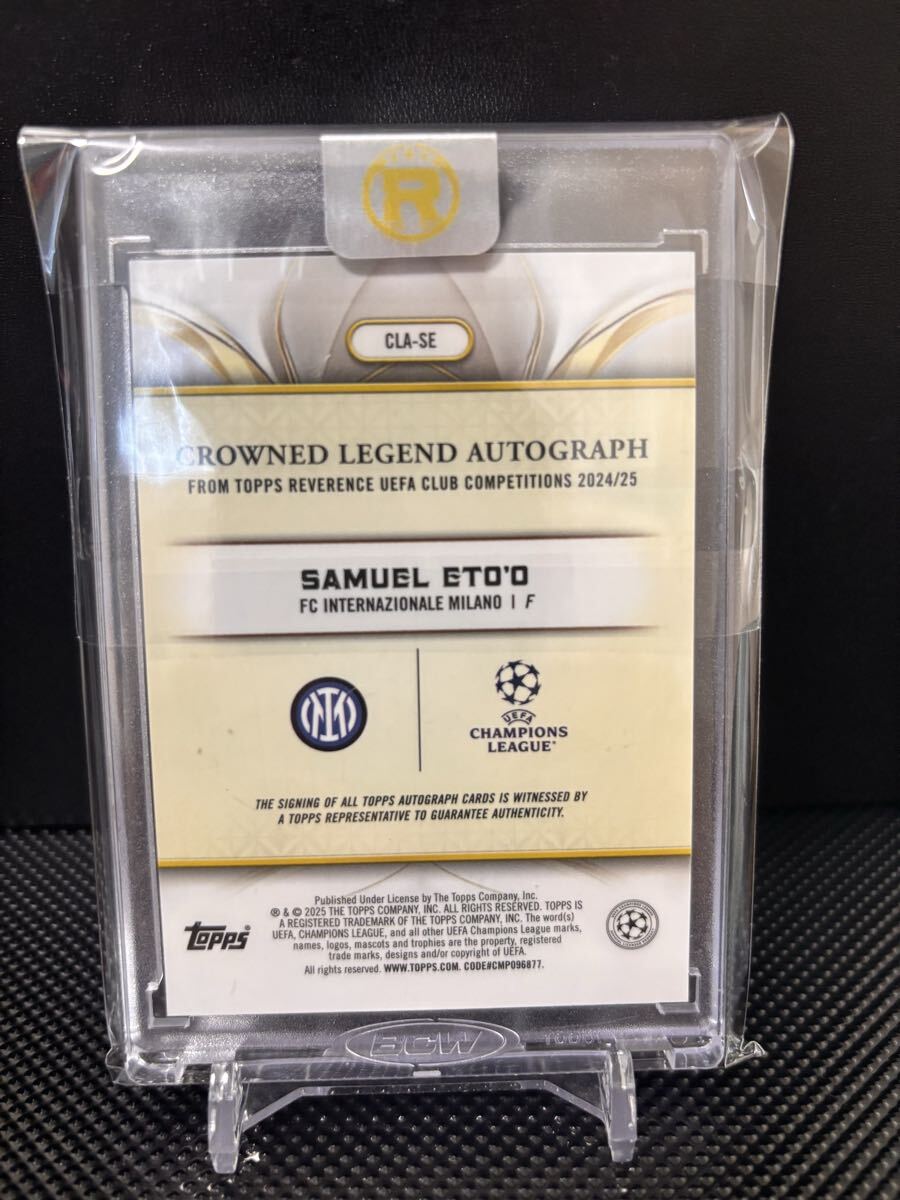 R
CLA-SE
CROWNED LEGEND AUTOGRAPH
FROM TOPPS REVERENCE UEFA CLUB COMPETITIONS 2024/25
SAMUEL ETO'O
FC INTERNAZIONALE MILANO | F
UEFA
CHAMPIONS
LEAGUE
THE SIGNING OF ALL TOPPS AUTOGRAPH CARDS IS WITNESSED BY
A TOPPS REPRESENTATIVE TO GUARANTEE AUTHENTICITY.
Published Under License by The Topps Company, Inc.
® & © 2025 THE TOPPS COMPANY, INC. ALL RIGHTS RESERVED. TOPPS IS
A REGISTERED TRADEMARK OF THE TOPPS COMPANY, INC. The word(s)
UEFA, CHAMPIONS LEAGUE, and all other UEFA Champions League marks,
names, logos, mascots and trophies are the property, registered
trade marks, designs and/or copyright of UEFA.
All rights reserved. WWW.TOPPS.COM. CODE#CMP096877.
topps
BCW